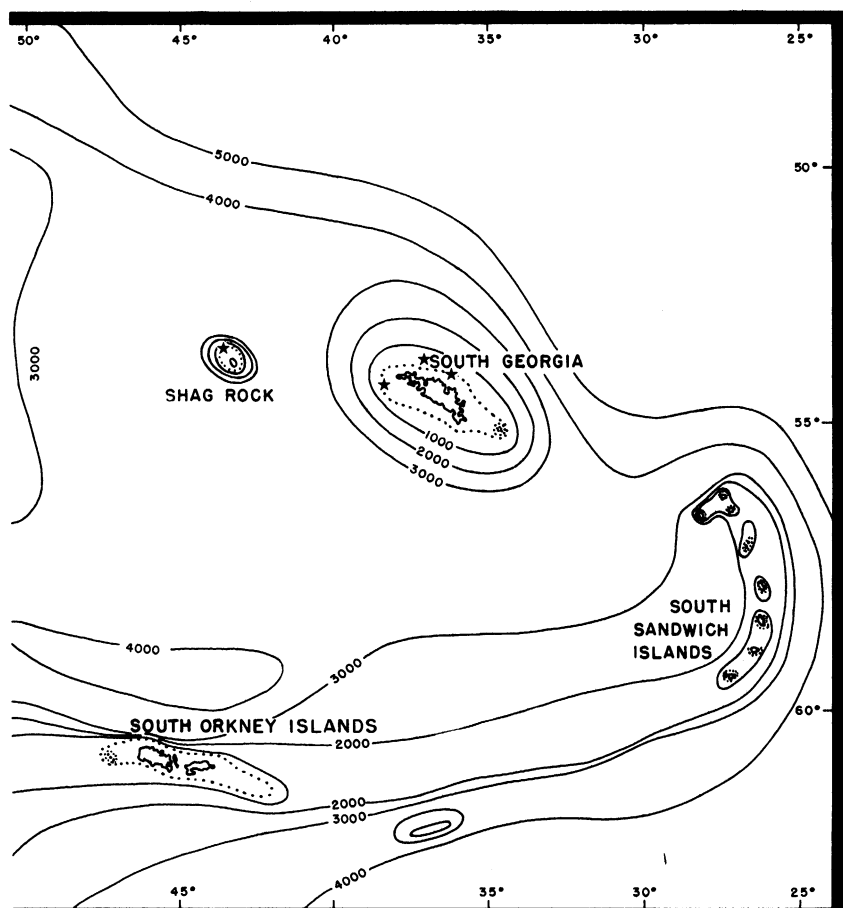 50° 45° 40° 35° 30° 25°
5000
50°
4000
3000
SOUTH GEORGIA
SHAG ROCK
55°
1000
2000
3000
SOUTH
SANDWICH
ISLANDS
4000
3000
60°
SOUTH ORKNEY ISLANDS
2000
2000
3000
4000
45° 40° 35° 30° 25°